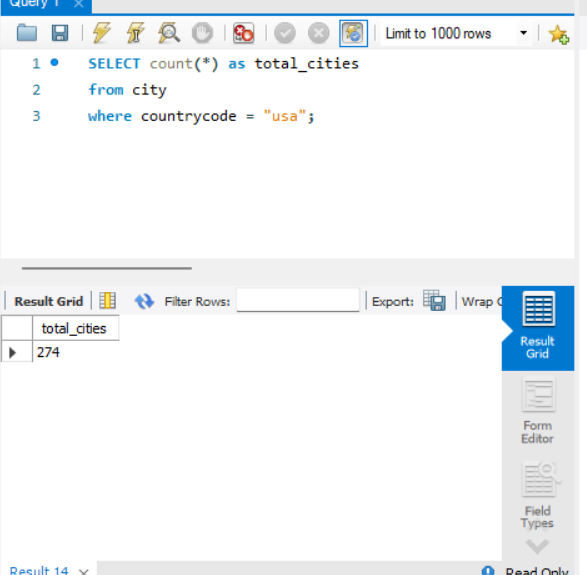 Query 1
Limit to 1000 rows
1 SELECT count(*) as total_cities
2 from city
3 where countrycode = "usa";
Result Grid Filter Rows: Export: Wrap C
total_cities
274
Result
Grid
Form
Editor
Field
Types
Result 14 Read Only